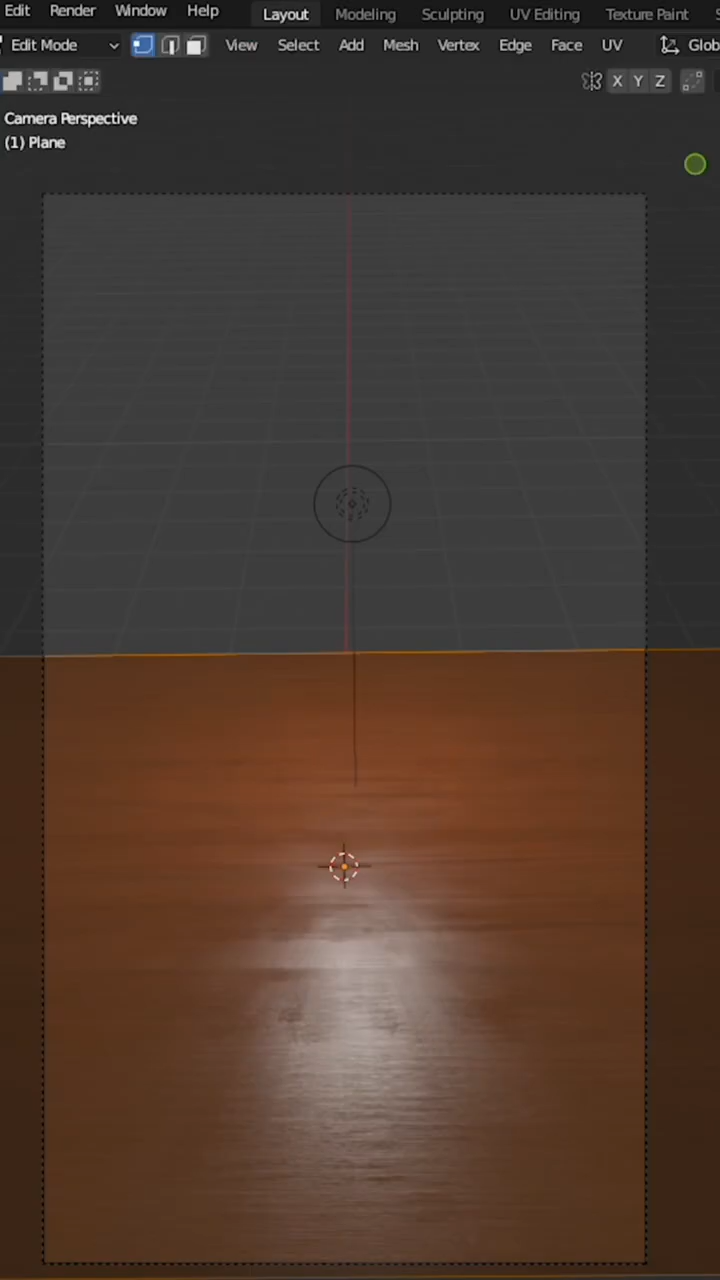 Edit Render Window Help Layout Modeling Sculpting UV Editing Texture Paint S
Edit Mode View Select Add Mesh Vertex Edge Face UV Glob
X Y Z
Camera Perspective
(1) Plane